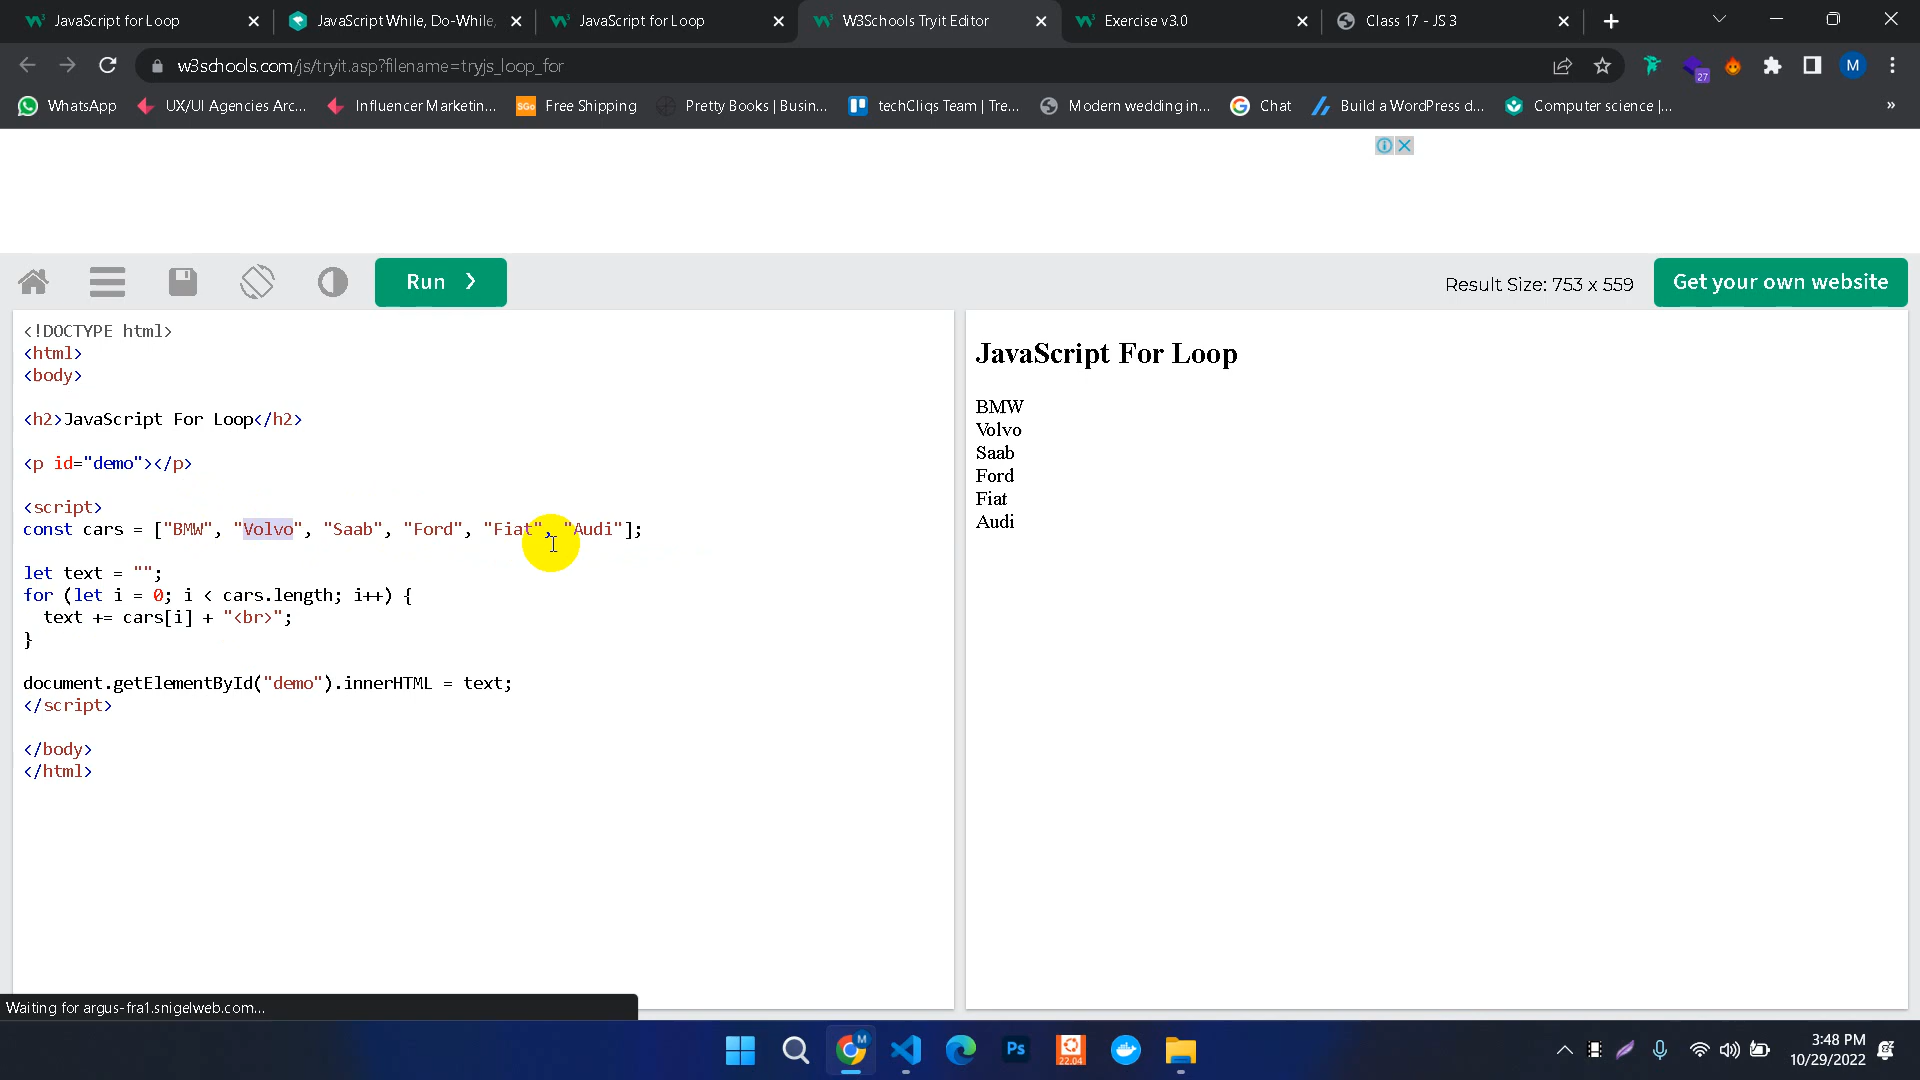 JavaScript for Loop
JavaScript While, Do-While,
JavaScript for Loop
W3Schools Tryit Editor
Exercise v3.0
Class 17 - JS 3
w3schools.com/js/tryit.asp?filename=tryjs_loop_for
27
M
WhatsApp
UX/UI Agencies Arc...
Influencer Marketin...
SGo
Free Shipping
Pretty Books | Busin...
techCliqs Team | Tre...
Modern wedding in...
Chat
Build a WordPress d...
Computer science |...
»
Run ❯
Result Size: 753 x 559
Get your own website
<!DOCTYPE html>
<html>
<body>
<h2>JavaScript For Loop</h2>
<p id="demo"></p>
<script>
const cars = ["BMW", "Volvo", "Saab", "Ford", "Fiat", "Audi"];
let text = "";
for (let i = 0; i < cars.length; i++) {
  text += cars[i] + "<br>";
}
document.getElementById("demo").innerHTML = text;
</script>
</body>
</html>
JavaScript For Loop
BMW
Volvo
Saab
Ford
Fiat
Audi
Waiting for argus-fra1.snigelweb.com...
M
Ps
22.04
3:48 PM
10/29/2022